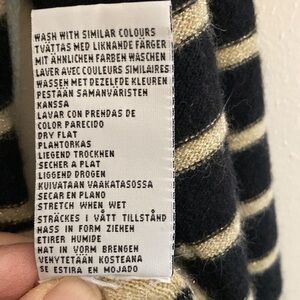 WASH WITH SIMILAR COLOURS
TVÄTTAS MED LIKNANDE FÄRGER
MIT ÄHNLICHEN FARBEN WASCHEN
LAVER AVEC COULEURS SIMILAIRES
WASSEN MET DEZELFDE KLEUREN
PESTÄÄN SAMANVÄRISTEN
KANSSA
LAVAR CON PRENDAS DE
COLOR PARECIDO
DRY FLAT
PLANTORKAS
LIEGEND TROCKNEN
SECHER A PLAT
LIGGEND DROGEN
KUIVATAAN VAAKATASOSSA
SECAR EN PLANO
STRETCH WHEN WET
STRÄCKES I VÅTT TILLSTÅND
NASS IN FORM ZIEHEN
ETIRER HUMIDE
NAT IN VORM BRENGEN
VENYTETÄÄN KOSTEANA
SE ESTIRA EN MOJADO